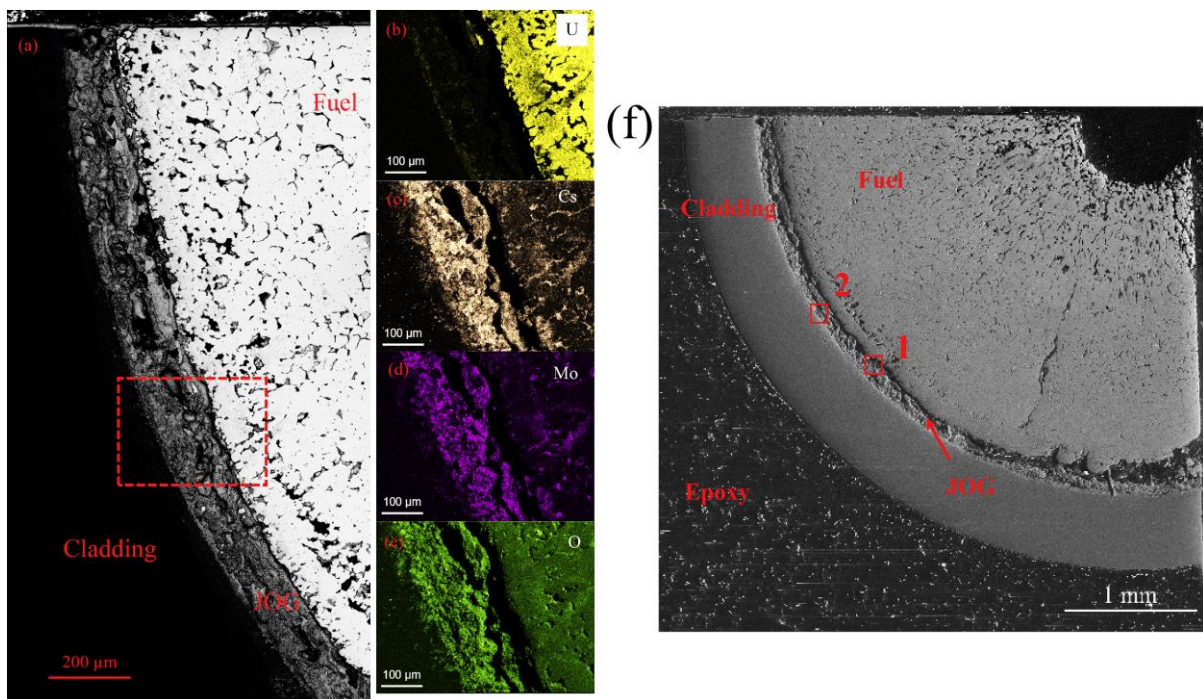 (a)
Fuel
Cladding
JOG
200 µm
(b)
U
100 µm
(c)
Cs
100 µm
(d)
Mo
100 µm
(e)
O
100 µm
(f)
Fuel
Cladding
2
1
JOG
Epoxy
1 mm